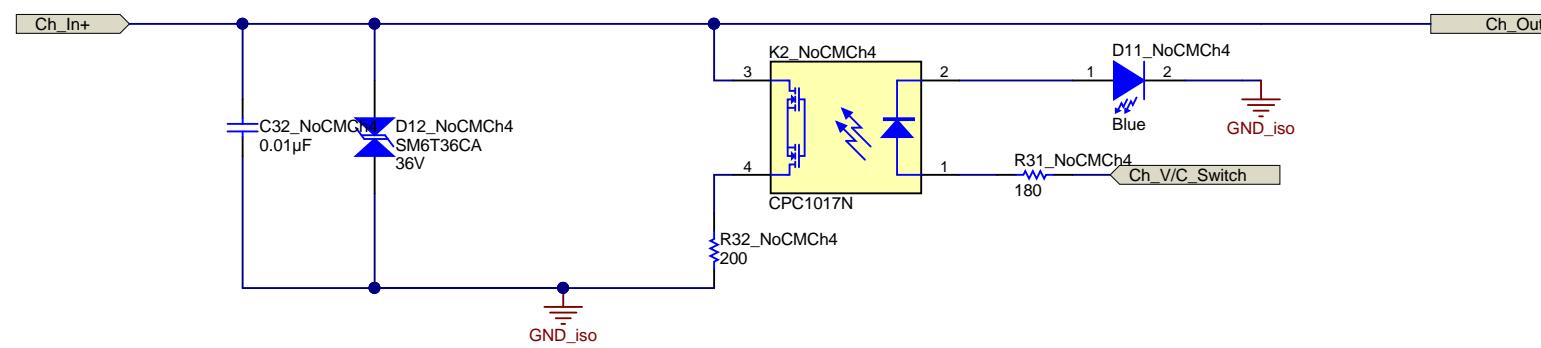 Ch_In+
Ch_Out
K2_NoCMCh4
D11_NoCMCh4
3
2
1
2
Blue
GND_iso
C32_NoCMCh4
0.01µF
D12_NoCMCh4
SM6T36CA
36V
4
1
R31_NoCMCh4
180
Ch_V/C_Switch
CPC1017N
R32_NoCMCh4
200
GND_iso